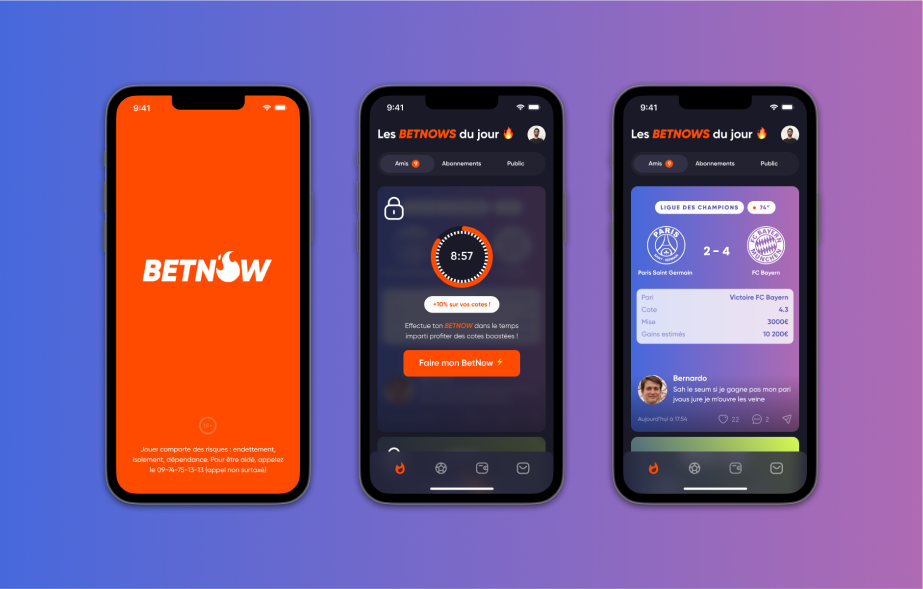 9:41
BETNOW
18+
Jouer comporte des risques : endettement,
isolement, dépendance. Pour être aidé, appelez
le 09-74-75-13-13 (appel non surtaxé)
9:41
Les BETNOWS du jour 🔥
Amis 9 Abonnements Public
8:57
+10% sur vos cotes !
Effectue ton BETNOW dans le temps
imparti profiter des cotes boostées !
Faire mon BetNow ⚡
9:41
Les BETNOWS du jour 🔥
Amis 9 Abonnements Public
LIGUE DES CHAMPIONS 74"
PARIS
FC BAYERN
MÜNCHEN
2 - 4
Paris Saint Germain FC Bayern
Pari Victoire FC Bayern
Cote 4.3
Mise 3000€
Gains estimés 10 200€
Bernardo
Sah le seum si je gagne pas mon pari
jvous jure je m'ouvre les veine
Aujourd'hui à 17:54 22 2